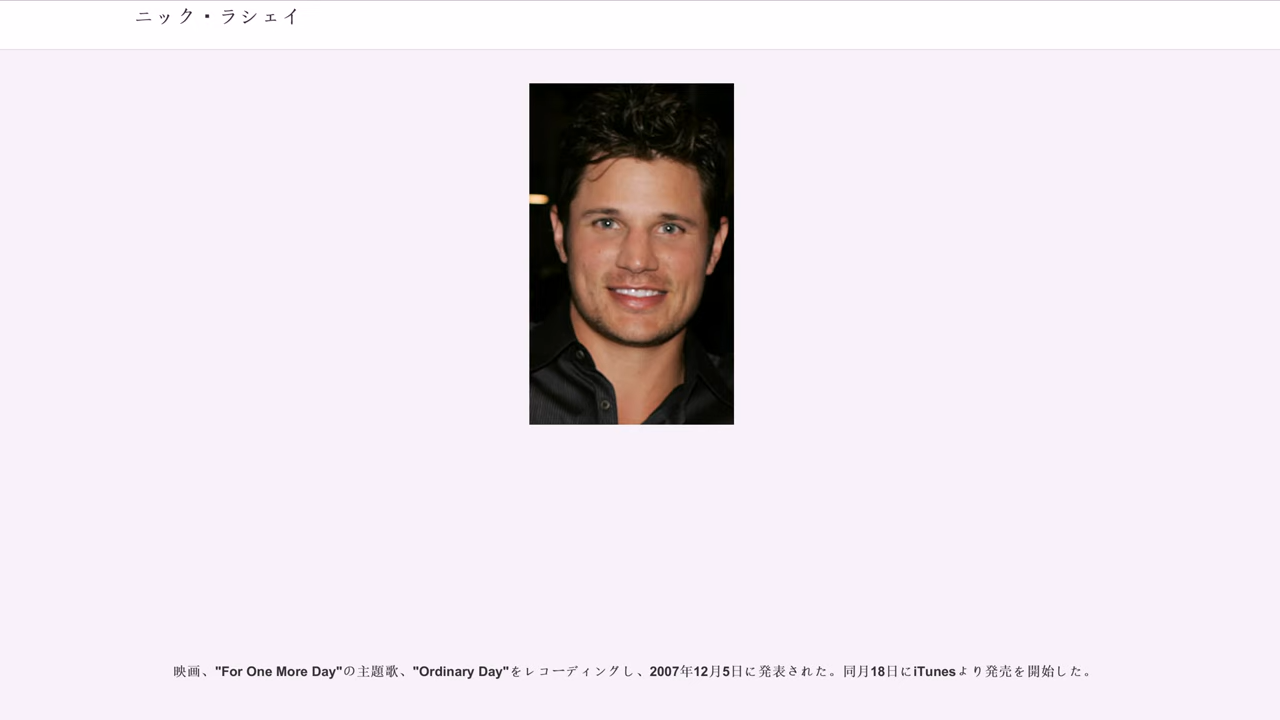 ニック・ラシェイ
映画、"For One More Day"の主題歌、"Ordinary Day"をレコーディングし、2007年12月5日に発表された。同月18日にiTunesより発売を開始した。